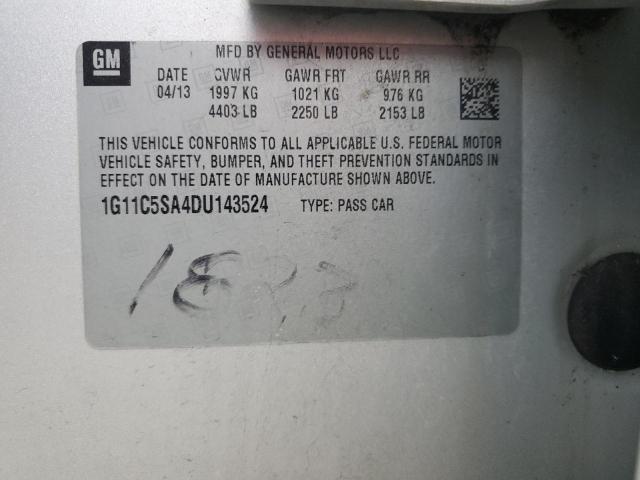 GM
MFD BY GENERAL MOTORS LLC
DATE GVWR GAWR FRT GAWR RR
04/13 1997 KG 1021 KG 976 KG
4403 LB 2250 LB 2153 LB
THIS VEHICLE CONFORMS TO ALL APPLICABLE U.S. FEDERAL MOTOR
VEHICLE SAFETY, BUMPER, AND THEFT PREVENTION STANDARDS IN
EFFECT ON THE DATE OF MANUFACTURE SHOWN ABOVE.
1G11C5SA4DU143524 TYPE: PASS CAR